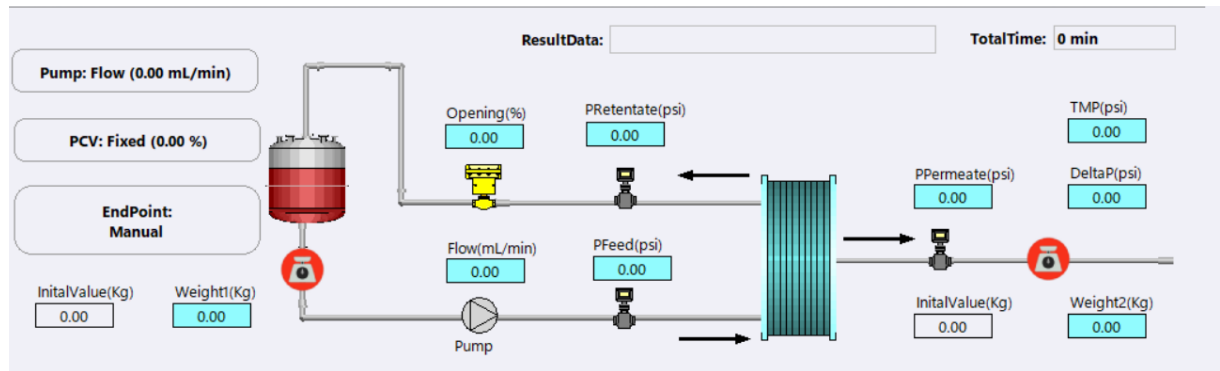 ResultData:
TotalTime: 0 min
Pump: Flow (0.00 mL/min)
PCV: Fixed (0.00 %)
EndPoint:
Manual
Opening(%)
0.00
PRetentate(psi)
0.00
TMP(psi)
0.00
PPermeate(psi)
0.00
DeltaP(psi)
0.00
Flow(mL/min)
0.00
PFeed(psi)
0.00
InitalValue(Kg)
0.00
Weight1(Kg)
0.00
Pump
InitalValue(Kg)
0.00
Weight2(Kg)
0.00